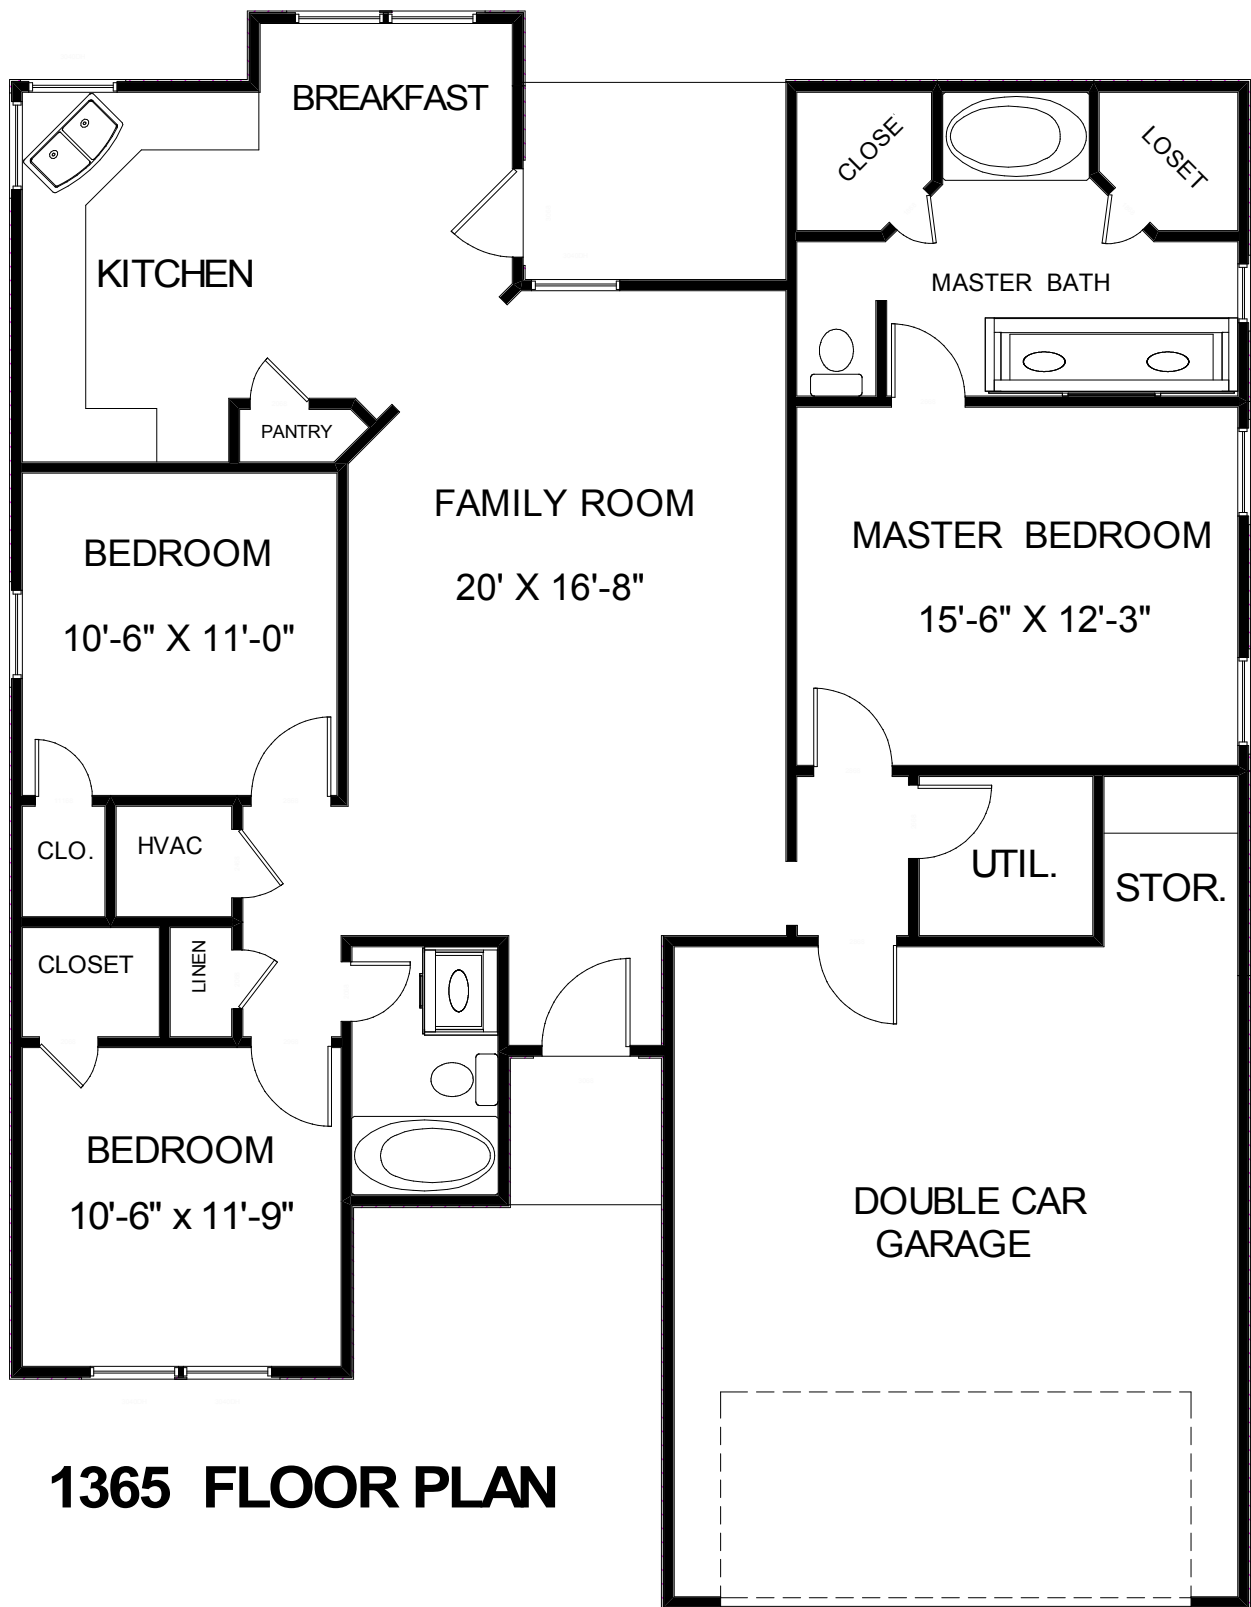 BREAKFAST
CLOSE
LOSET
KITCHEN
MASTER BATH
PANTRY
FAMILY ROOM
20' X 16'-8"
MASTER BEDROOM
15'-6" X 12'-3"
BEDROOM
10'-6" X 11'-0"
CLO.
HVAC
UTIL.
STOR.
CLOSET
LINEN
BEDROOM
10'-6" x 11'-9"
DOUBLE CAR
GARAGE
1365 FLOOR PLAN